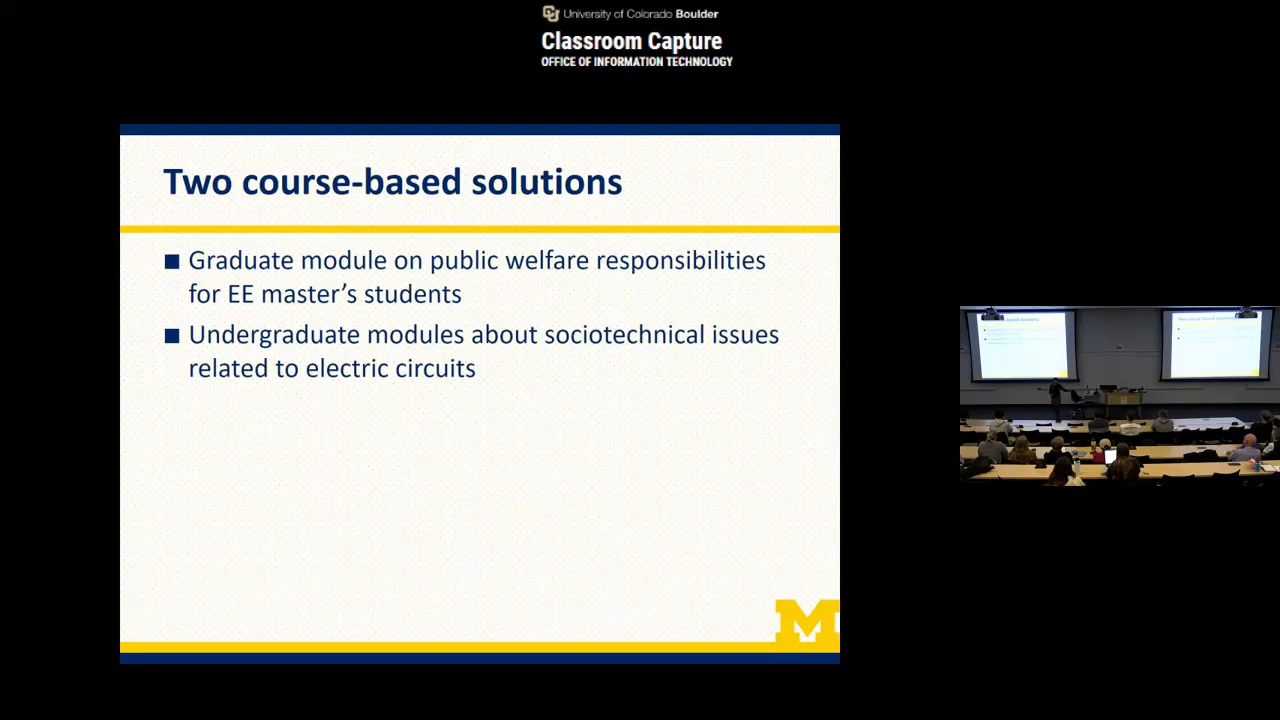 University of Colorado Boulder
Classroom Capture
OFFICE OF INFORMATION TECHNOLOGY
Two course-based solutions
■ Graduate module on public welfare responsibilities
for EE master’s students
■ Undergraduate modules about sociotechnical issues
related to electric circuits
M